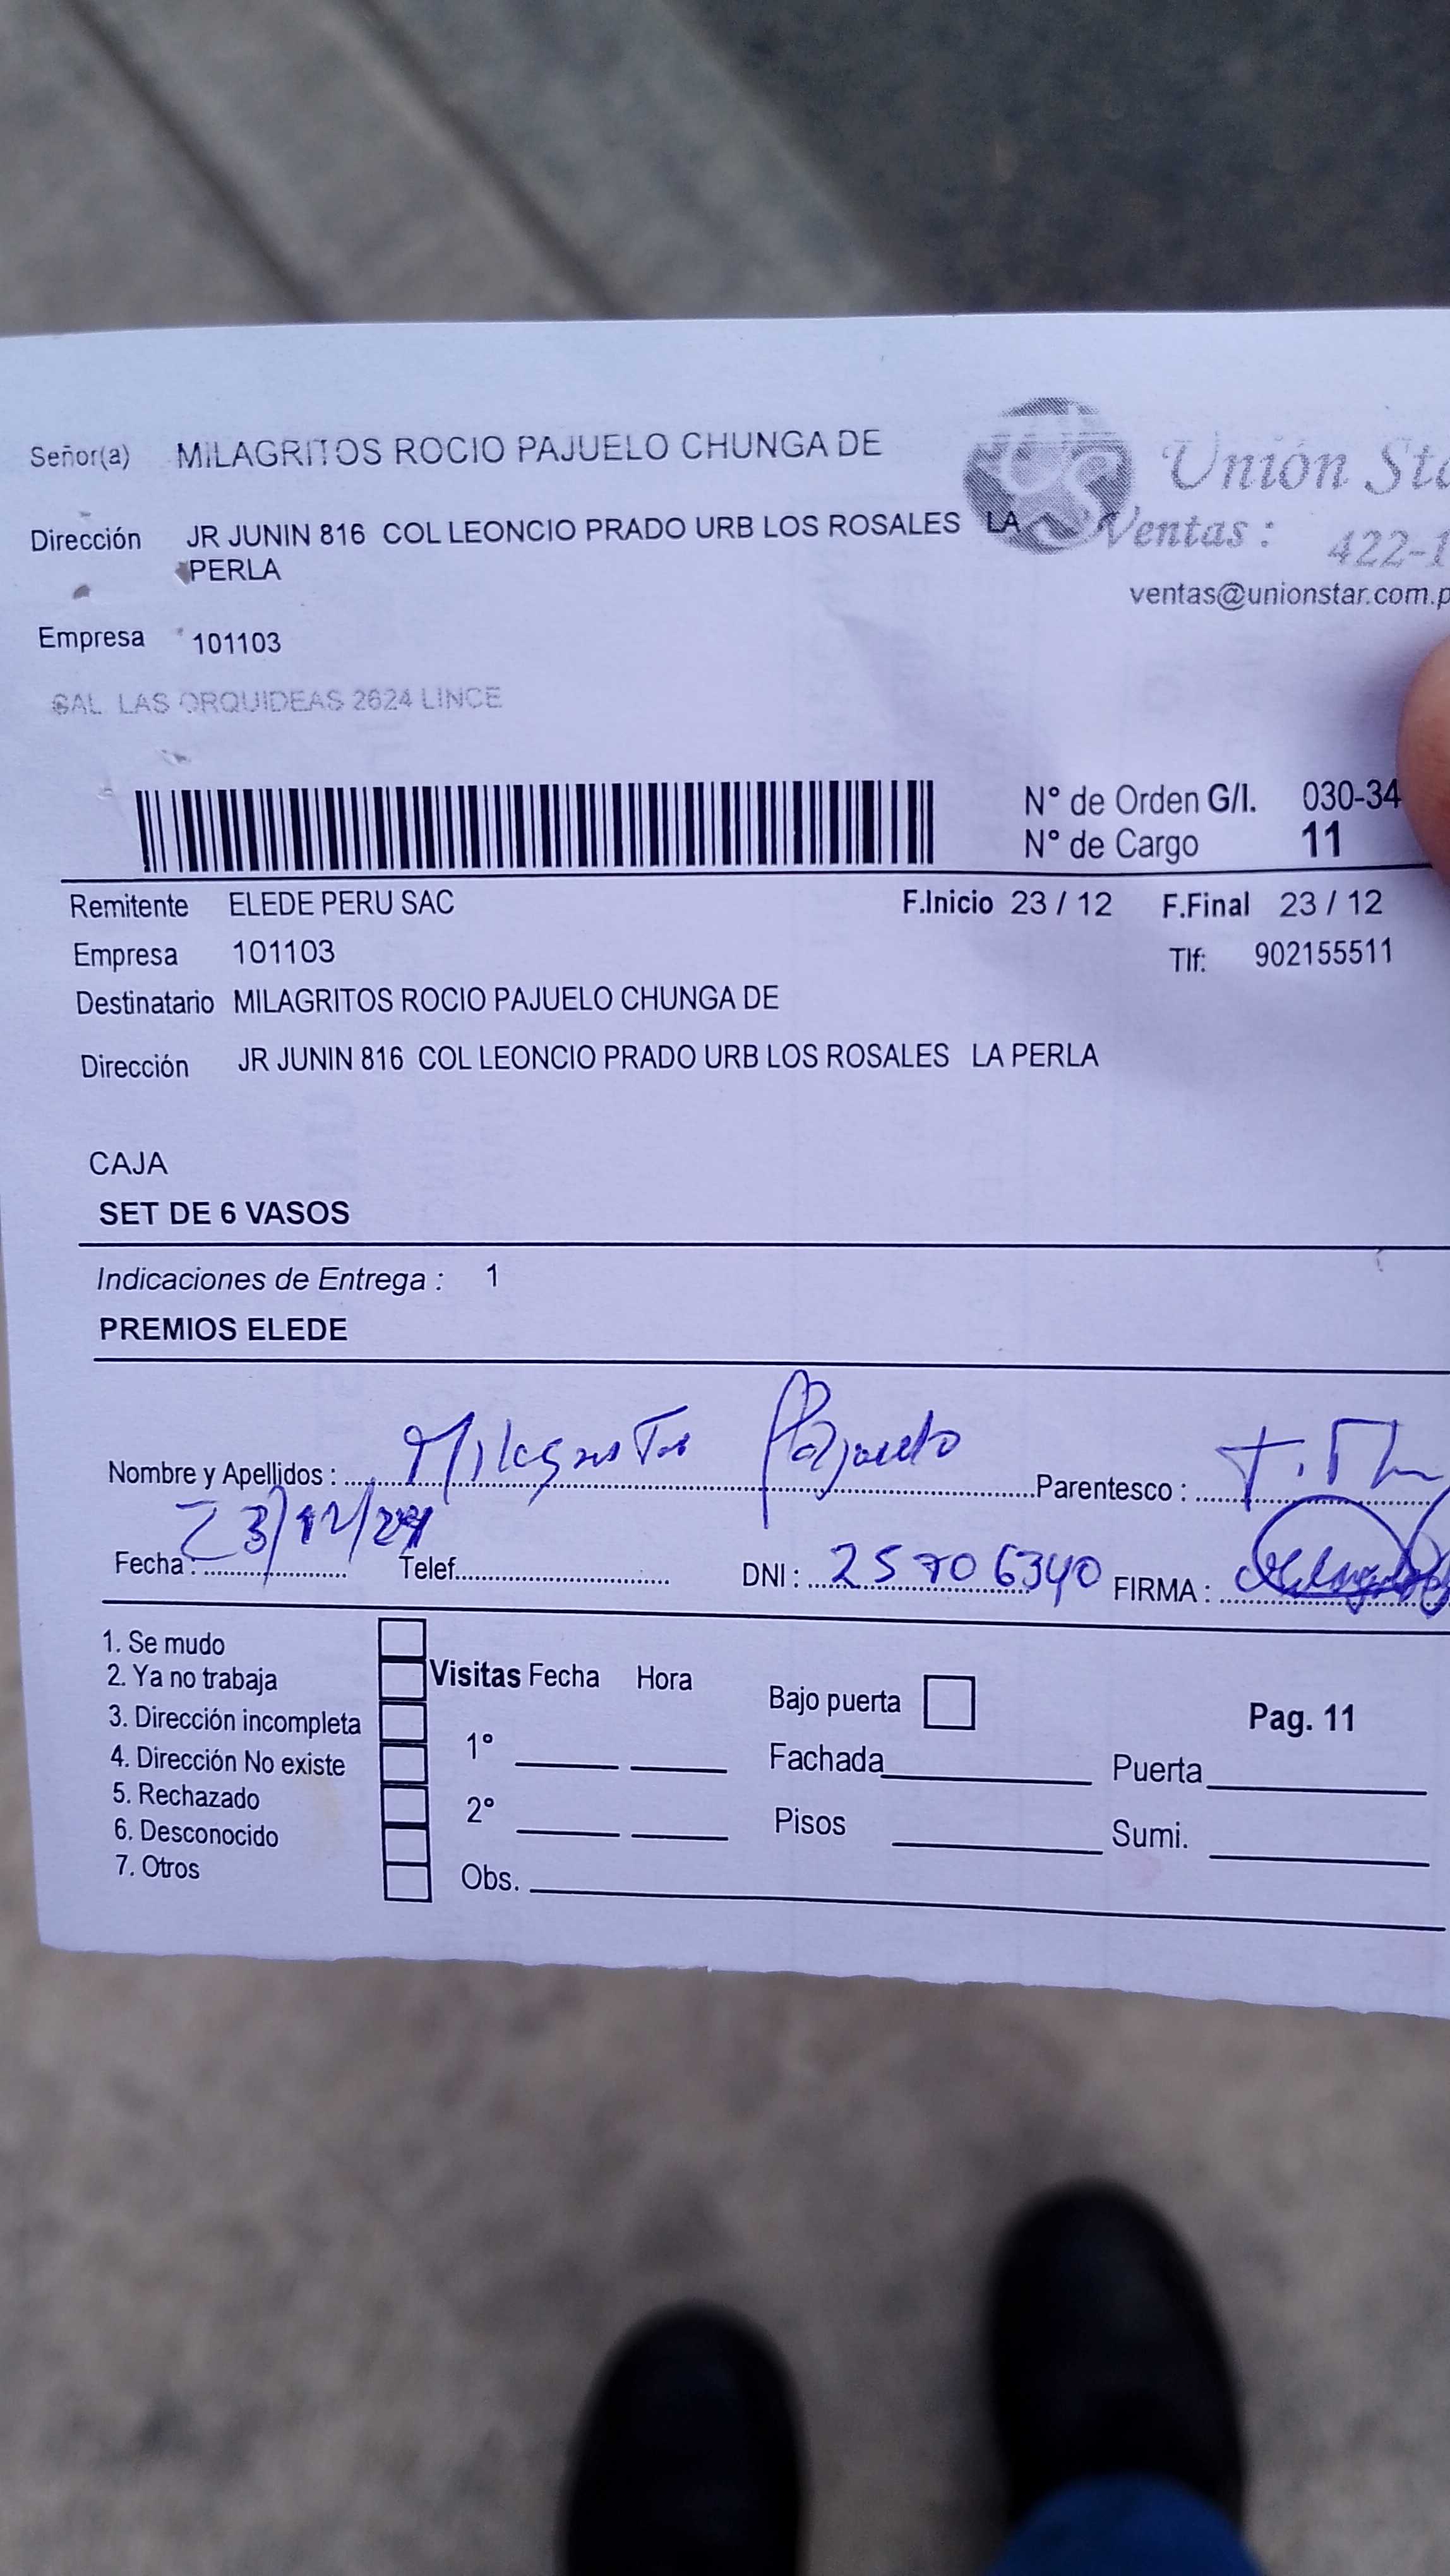 Señor(a) MILAGRITOS ROCIO PAJUELO CHUNGA DE
Unión Sta
Dirección JR JUNIN 816 COL LEONCIO PRADO URB LOS ROSALES LA
PERLA
Ventas : 422-1
ventas@unionstar.com.p
Empresa 101103
GAL LAS ORQUIDEAS 2624 LINCE
N° de Orden G/I. 030-34
N° de Cargo 11
Remitente ELEDE PERU SAC F.Inicio 23 / 12 F.Final 23 / 12
Empresa 101103 Tlf: 902155511
Destinatario MILAGRITOS ROCIO PAJUELO CHUNGA DE
Dirección JR JUNIN 816 COL LEONCIO PRADO URB LOS ROSALES LA PERLA
CAJA
SET DE 6 VASOS
Indicaciones de Entrega : 1
PREMIOS ELEDE
Nombre y Apellidos : Milagritos Pajuelo Parentesco :
Fecha : 23/12/24 Telef. DNI : 25706340 FIRMA :
1. Se mudo
2. Ya no trabaja
3. Dirección incompleta
4. Dirección No existe
5. Rechazado
6. Desconocido
7. Otros
Visitas Fecha Hora
1°
2°
Obs.
Bajo puerta
Pag. 11
Fachada Puerta
Pisos Sumi.